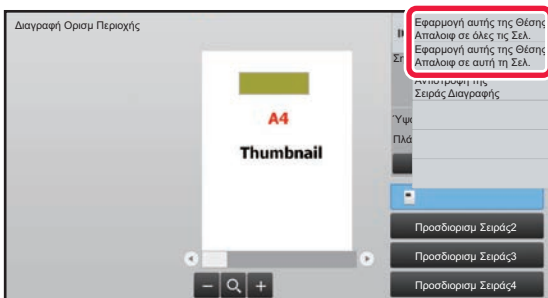 Διαγραφή Ορισμ Περιοχής
Εφαρμογή αυτής της Θέσης
Απαλοιφ σε όλες τις Σελ.
Εφαρμογή αυτής της Θέσης
Απαλοιφ σε αυτή τη Σελ.
Αντιστροφή της
Σειράς Διαγραφής
A4
Thumbnail
Προσδιορισμ Σειράς2
Προσδιορισμ Σειράς3
Προσδιορισμ Σειράς4